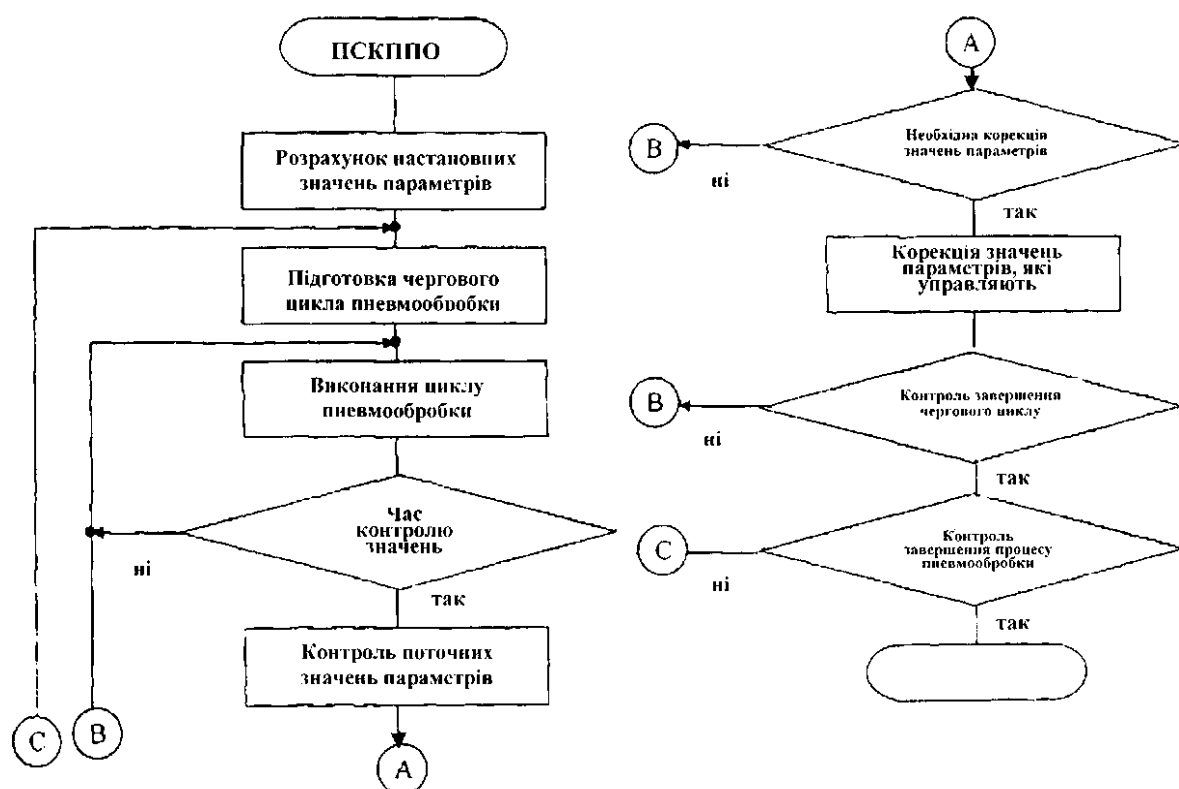 ПСКППО
Розрахунок настановних
значень параметрів
Підготовка чергового
цикла пневмообробки
Виконання циклу
пневмообробки
Час
контролю
значень
ні
так
Контроль поточних
значень параметрів
C
B
A
A
Необхідна корекція
значень параметрів
B
ні
так
Корекція значень
параметрів, які
управляють
Контроль завершення
чергового циклу
B
ні
так
Контроль
завершення процесу
пневмообробки
C
ні
так